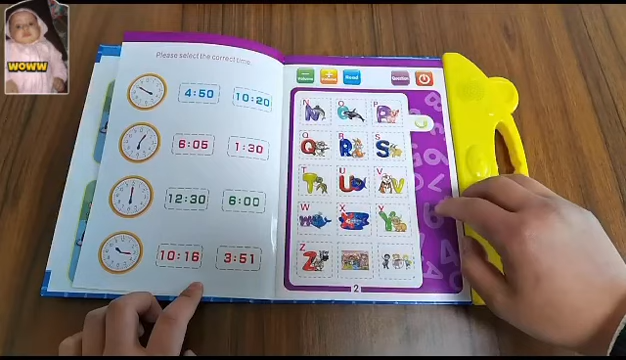 WOWW
Please select the correct time.
4:50
10:20
6:05
1:30
12:30
6:00
10:16
3:51
Volume
Volume
Read
Question
N
O
P
Q
R
S
T
U
V
W
X
Y
Z
2